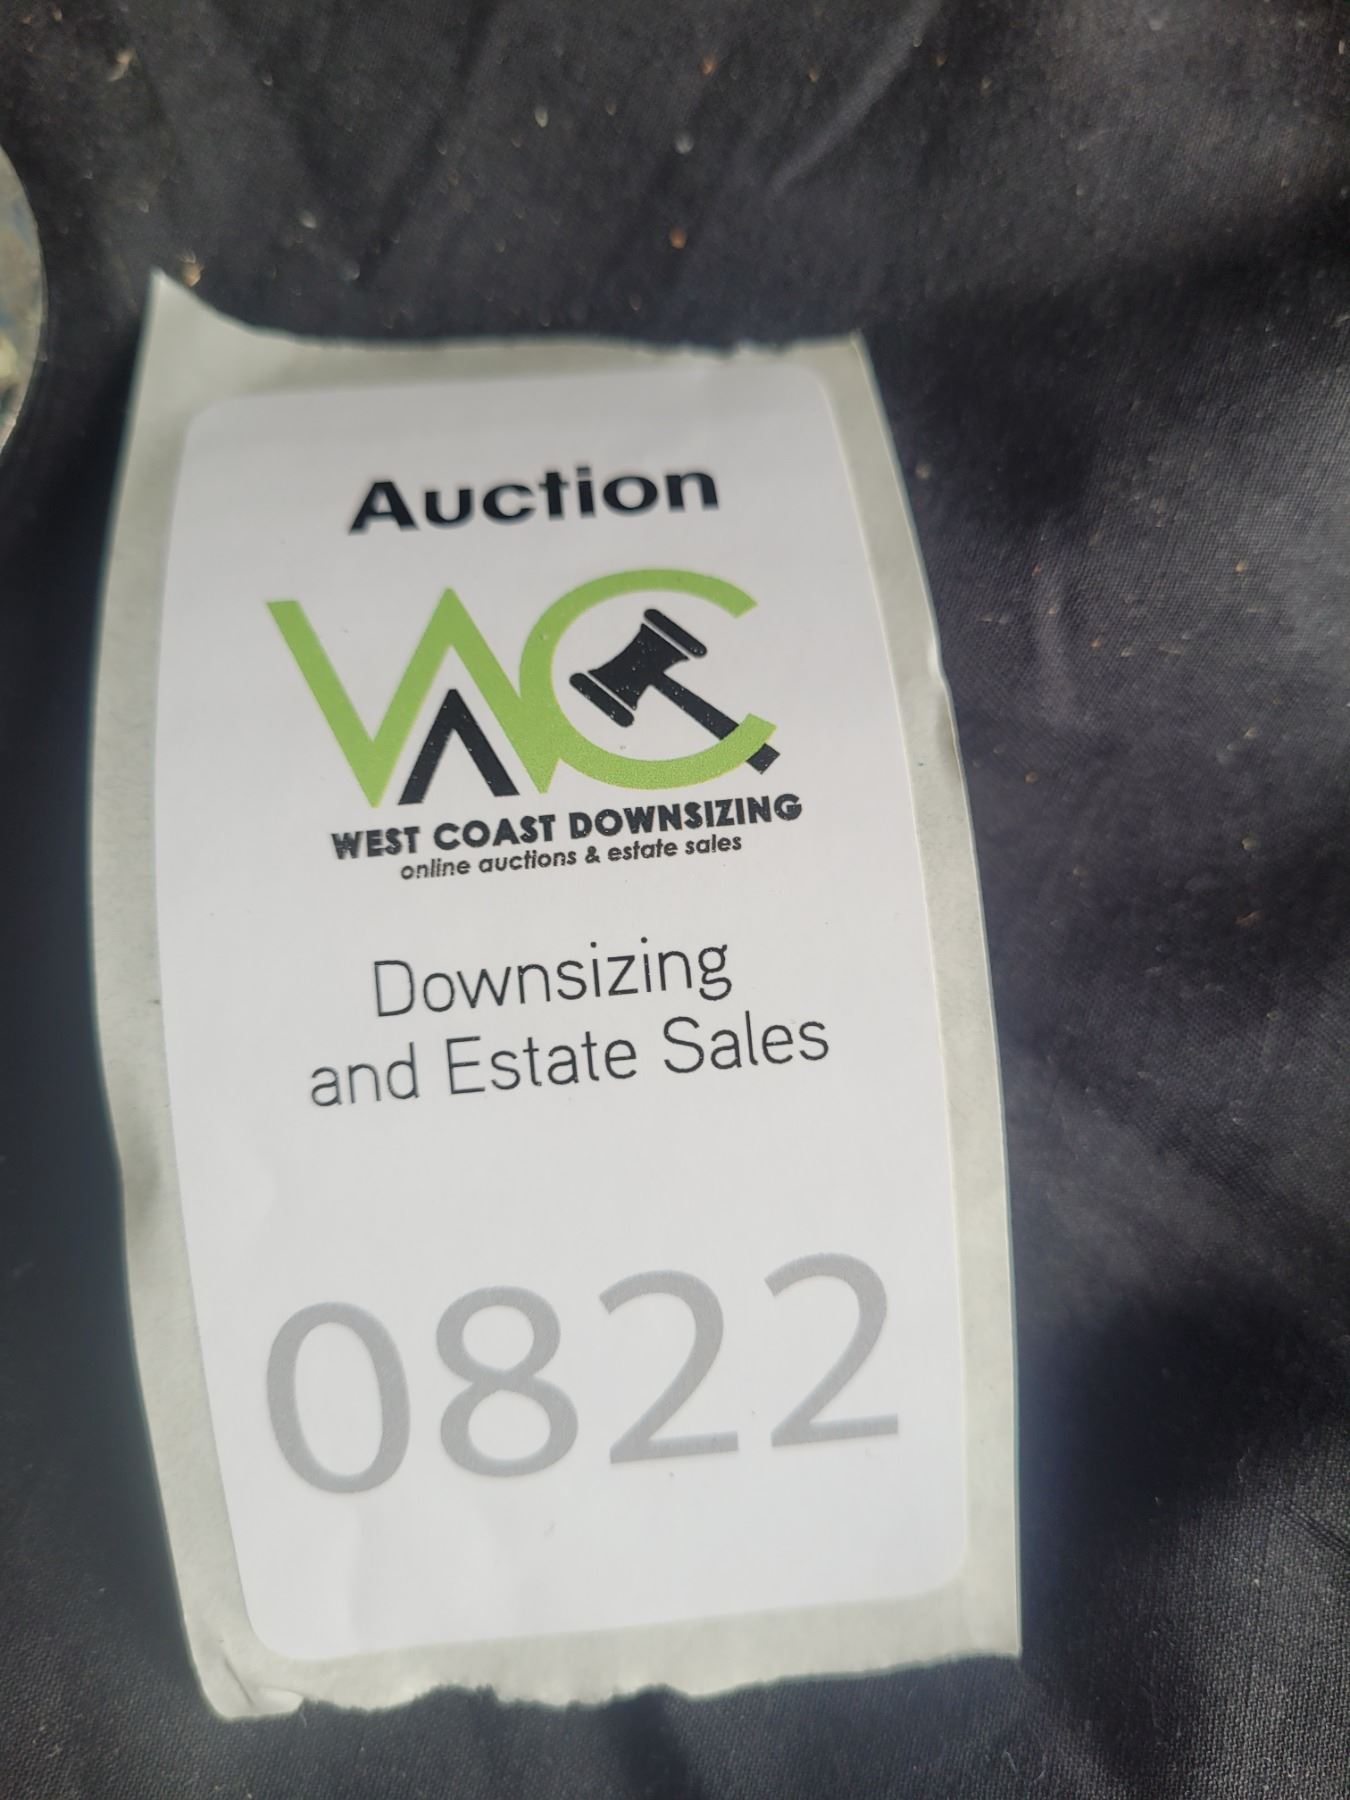 Auction
WC
WEST COAST DOWNSIZING
online auctions & estate sales
Downsizing
and Estate Sales
0822